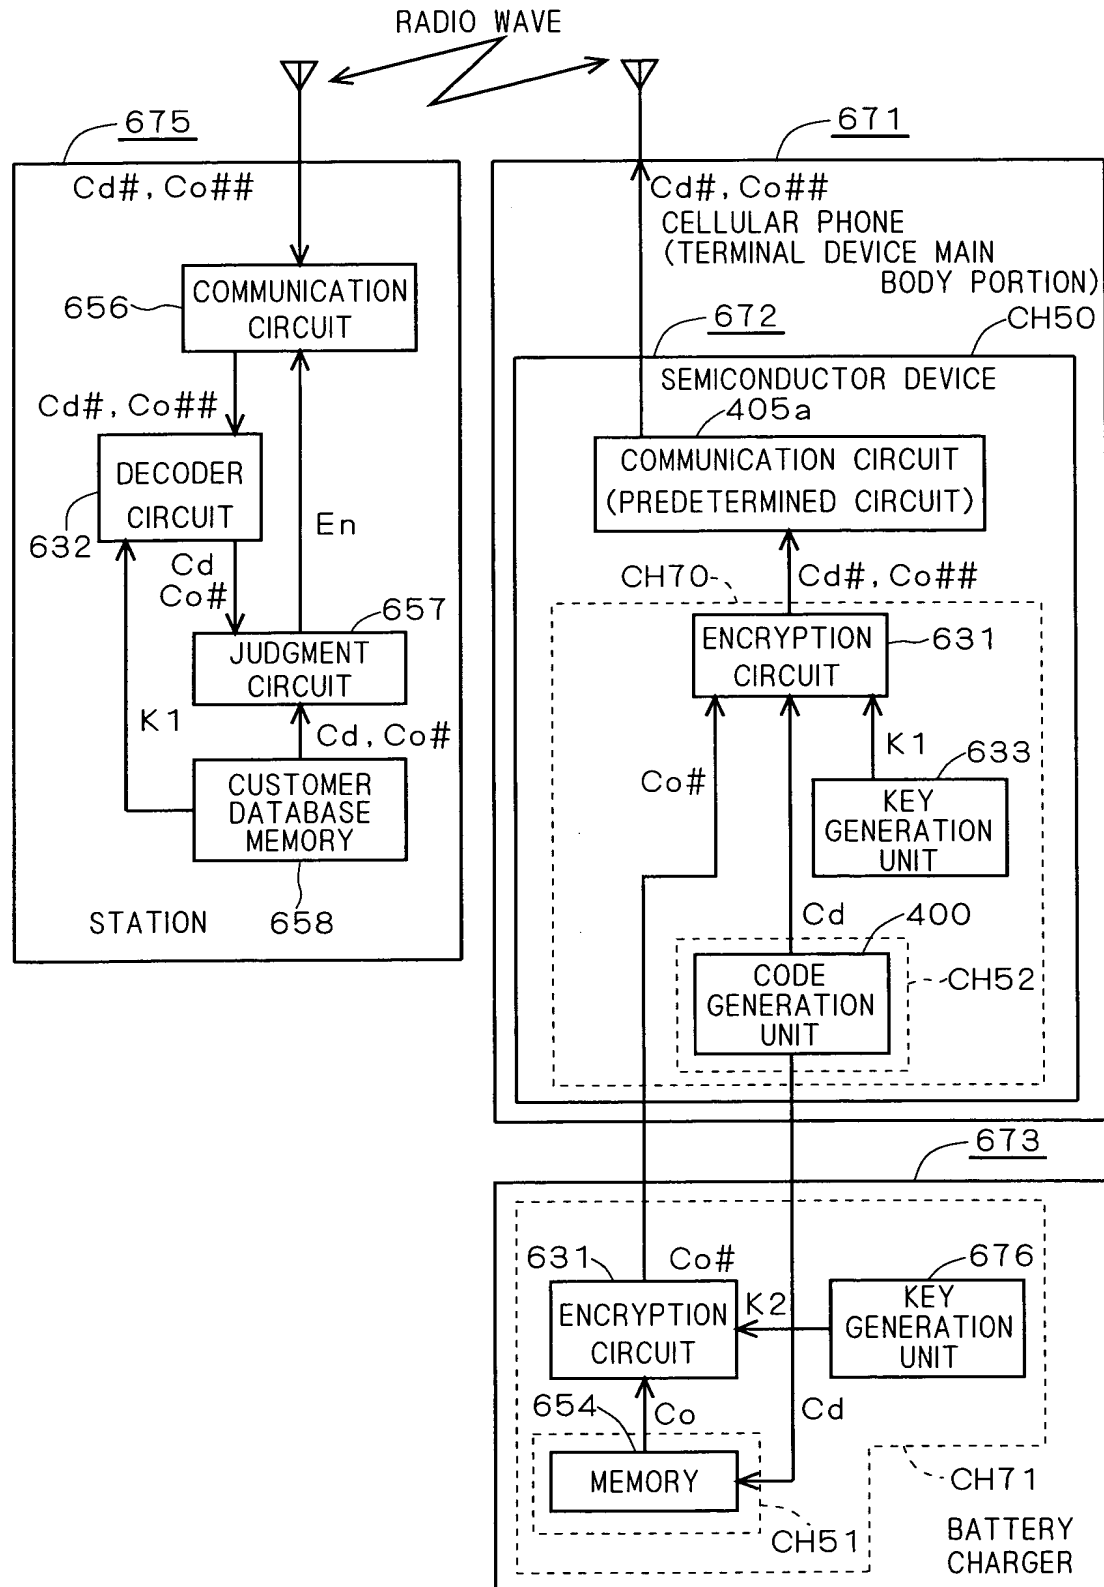 RADIO WAVE
675
Cd#, Co##
COMMUNICATION
CIRCUIT
656
Cd#, Co##
DECODER
CIRCUIT
632
Cd
Co#
En
657
JUDGMENT
CIRCUIT
K1
Cd, Co#
CUSTOMER
DATABASE
MEMORY
STATION
658
671
Cd#, Co##
CELLULAR PHONE
(TERMINAL DEVICE MAIN
BODY PORTION)
672
CH50
SEMICONDUCTOR DEVICE
405a
COMMUNICATION CIRCUIT
(PREDETERMINED CIRCUIT)
CH70
Cd#, Co##
ENCRYPTION
CIRCUIT
631
K1
633
Co#
KEY
GENERATION
UNIT
Cd
400
CODE
GENERATION
UNIT
CH52
673
631
Co#
676
ENCRYPTION
CIRCUIT
K2
KEY
GENERATION
UNIT
654
Co
Cd
MEMORY
CH71
CH51
BATTERY
CHARGER